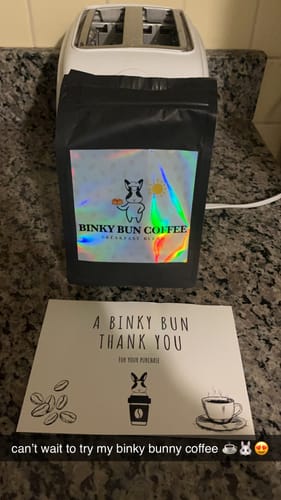 BINKY BUN COFFEE
BREAKFAST BLEND
A BINKY BUN
THANK YOU
FOR YOUR PURCHASE
can't wait to try my binky bunny coffee ☕🐰😍